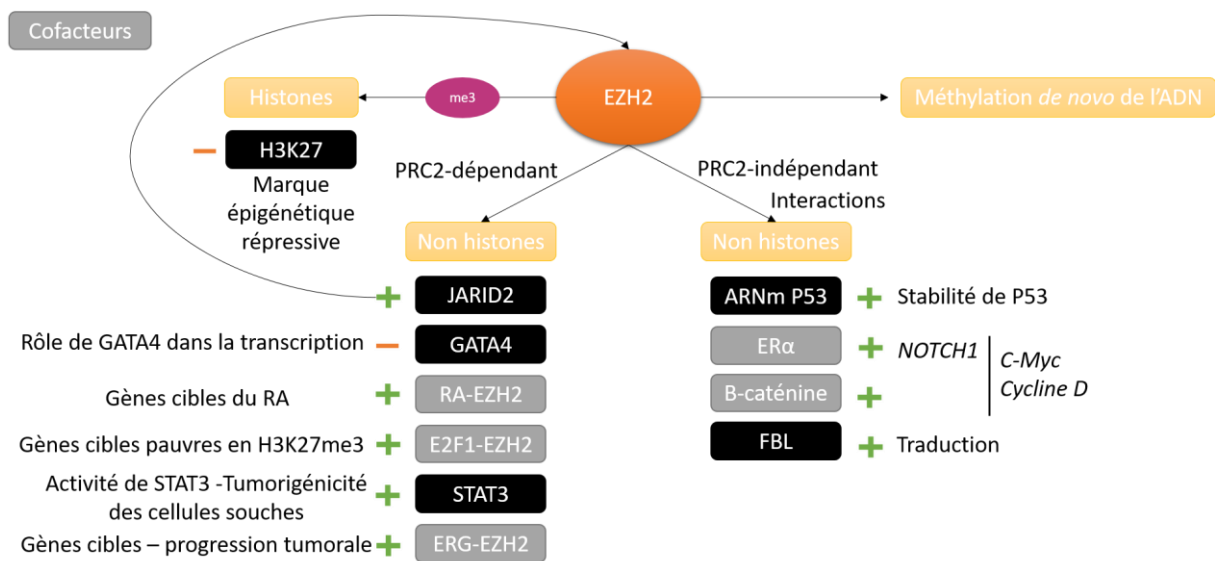 Cofacteurs
EZH2
me3
Histones
Méthylation de novo de l'ADN
H3K27
Marque
épigénétique
répressive
PRC2-dépendant
PRC2-indépendant
Interactions
Non histones
Non histones
JARID2
Rôle de GATA4 dans la transcription
GATA4
Gènes cibles du RA
RA-EZH2
Gènes cibles pauvres en H3K27me3
E2F1-EZH2
Activité de STAT3 -Tumorigénicité
des cellules souches
STAT3
Gènes cibles – progression tumorale
ERG-EZH2
ARNm P53
Stabilité de P53
ERα
NOTCH1
C-Myc
Cycline D
B-caténine
FBL
Traduction